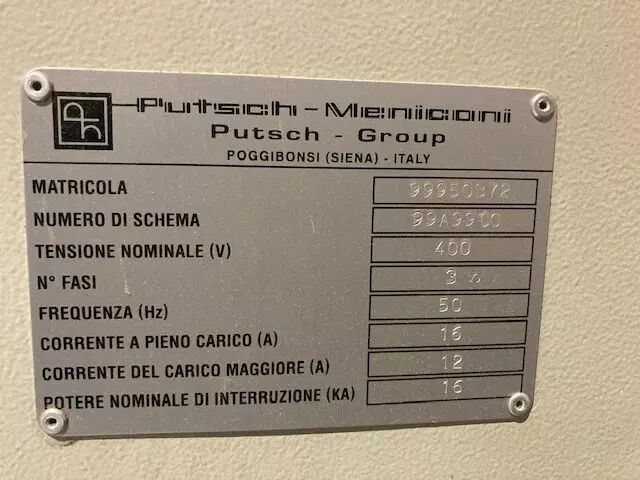 Putsch-Meniconi
Putsch - Group
POGGIBONSI (SIENA) - ITALY
MATRICOLA 99950372
NUMERO DI SCHEMA
TENSIONE NOMINALE (V) 400
N° FASI 3 ∿
FREQUENZA (Hz) 50
CORRENTE A PIENO CARICO (A) 16
CORRENTE DEL CARICO MAGGIORE (A) 12
POTERE NOMINALE DI INTERRUZIONE (KA) 16